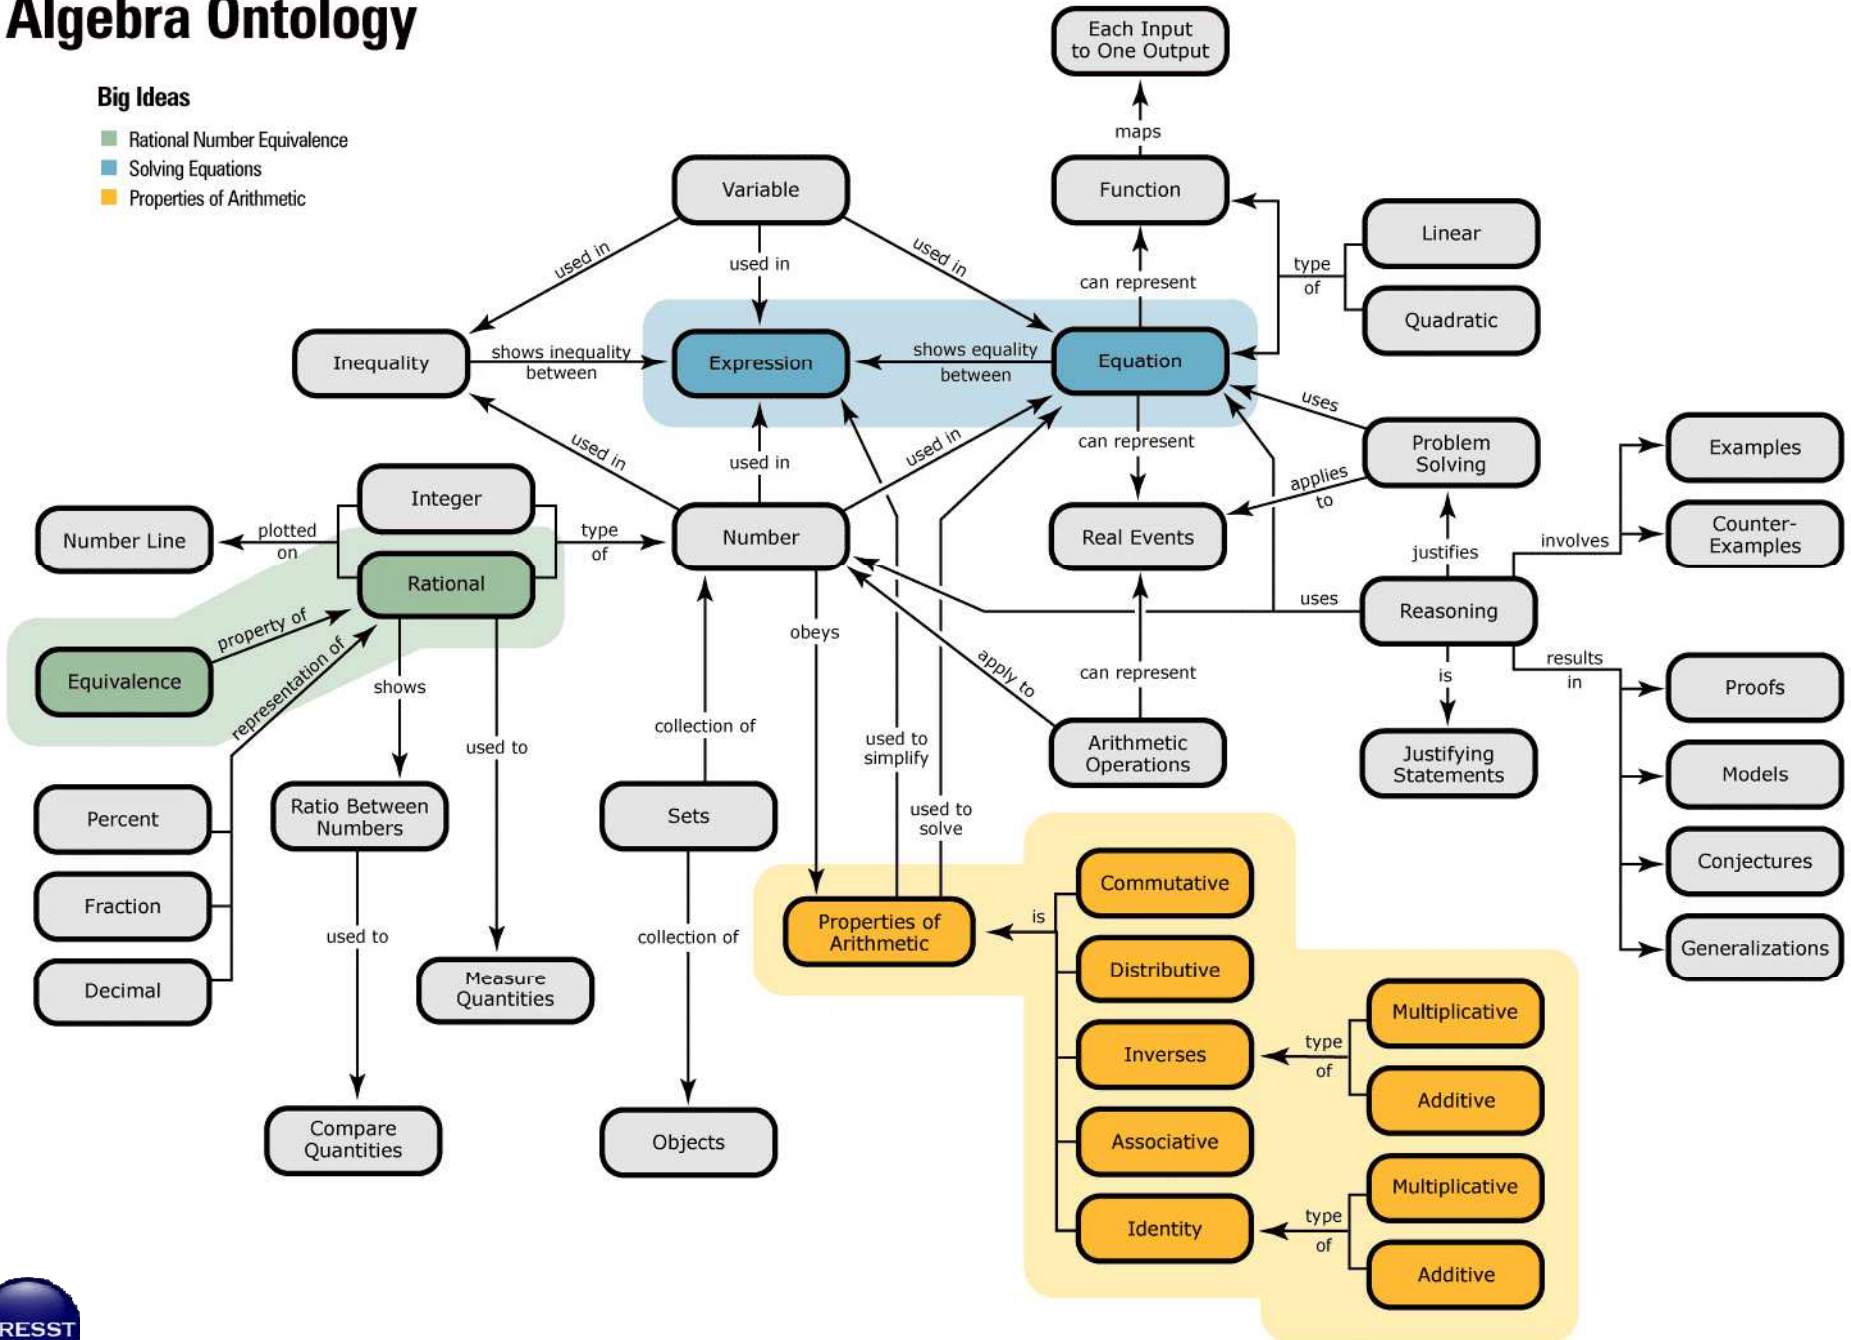 Algebra Ontology
Big Ideas
Rational Number Equivalence
Solving Equations
Properties of Arithmetic
Each Input
to One Output
maps
Variable
Function
Linear
used in
used in
used in
can represent
type
of
Quadratic
Inequality
shows inequality
between
Expression
shows equality
between
Equation
uses
used in
used in
used in
can represent
Problem
Solving
applies
to
Examples
Integer
Number Line
plotted
on
type
of
Number
Real Events
justifies
involves
Counter-
Examples
Rational
property of
Equivalence
representation of
obeys
uses
Reasoning
shows
apply to
can represent
is
results
in
Proofs
used to
collection of
used to
simplify
Arithmetic
Operations
Justifying
Statements
Models
Percent
Ratio Between
Numbers
Sets
used to
solve
Conjectures
Fraction
used to
collection of
Properties of
Arithmetic
is
Commutative
Generalizations
Decimal
Measure
Quantities
Distributive
Multiplicative
Inverses
type
of
Additive
Compare
Quantities
Objects
Associative
Multiplicative
Identity
type
of
Additive
RESST